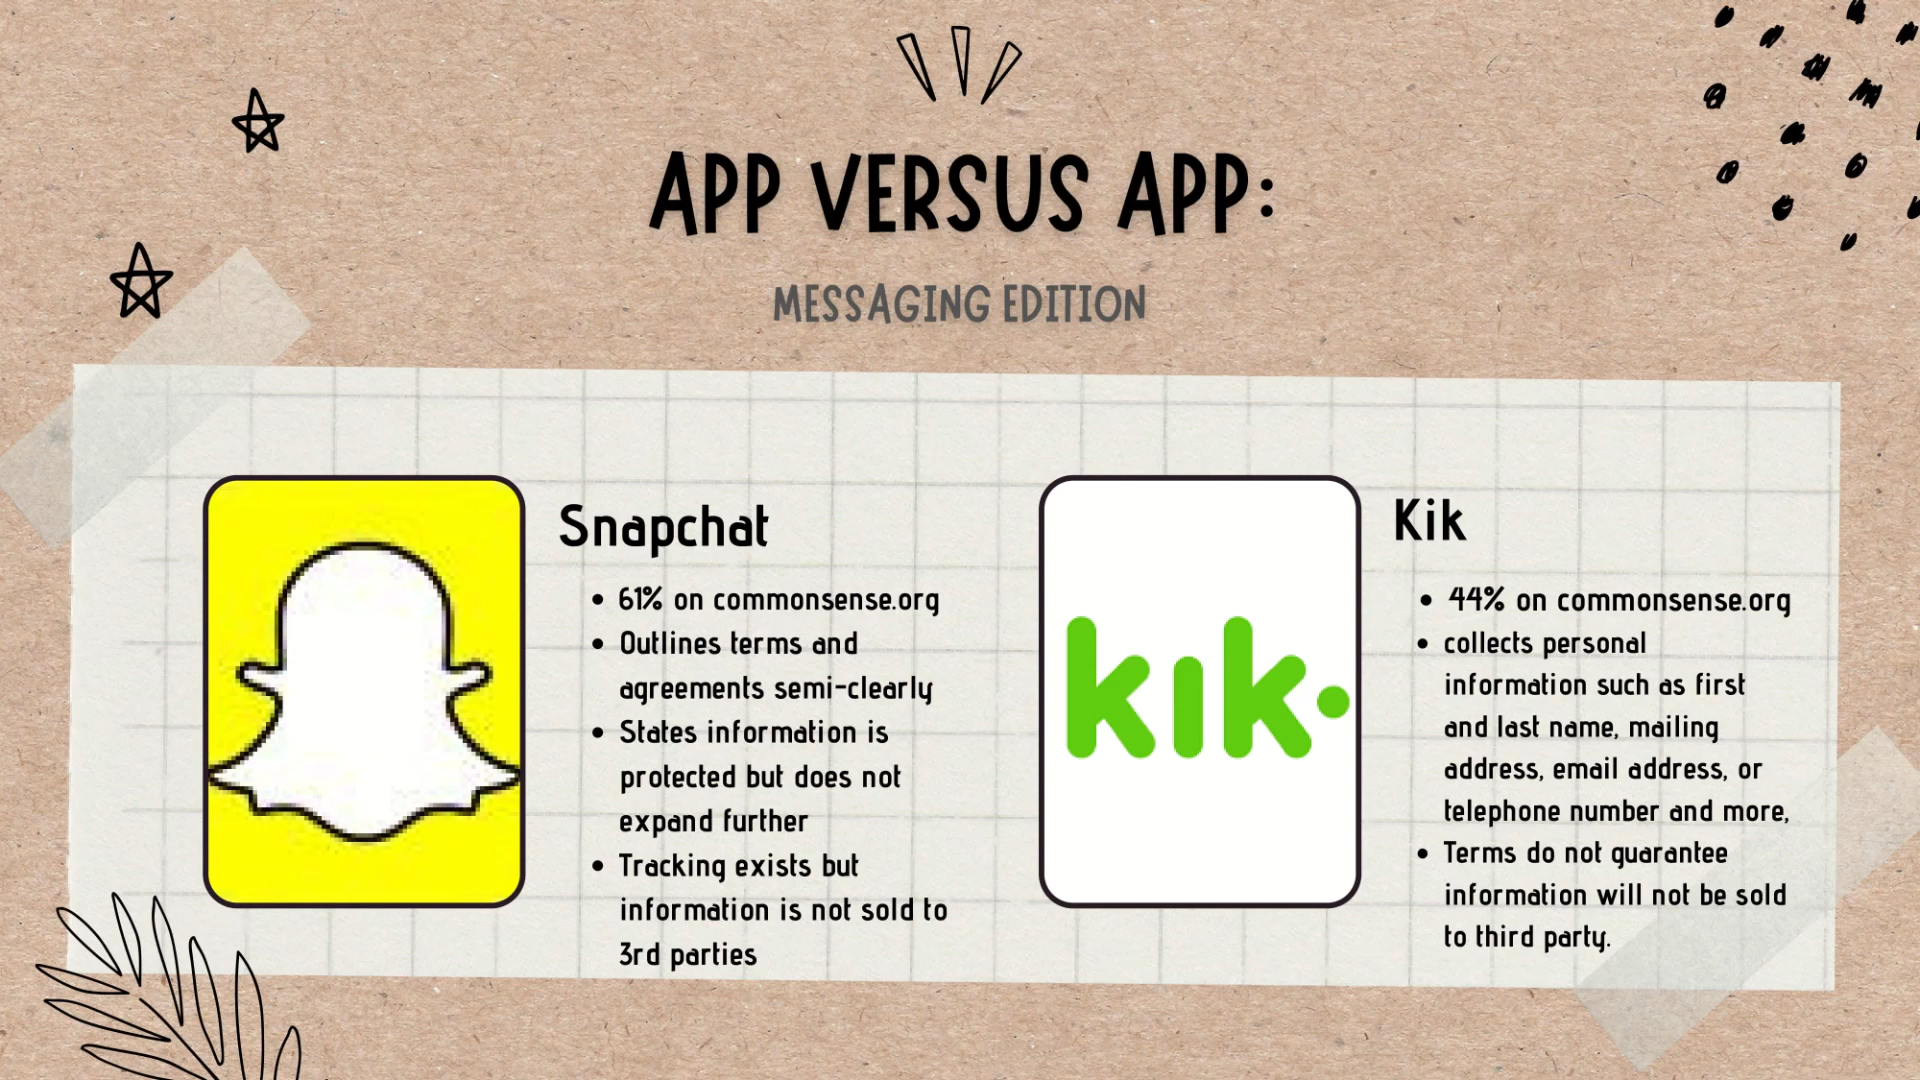 APP VERSUS APP:
MESSAGING EDITION
Snapchat
• 61% on commonsense.org
• Outlines terms and
agreements semi-clearly
• States information is
protected but does not
expand further
• Tracking exists but
information is not sold to
3rd parties
kik.
Kik
• 44% on commonsense.org
• collects personal
information such as first
and last name, mailing
address, email address, or
telephone number and more,
• Terms do not guarantee
information will not be sold
to third party.